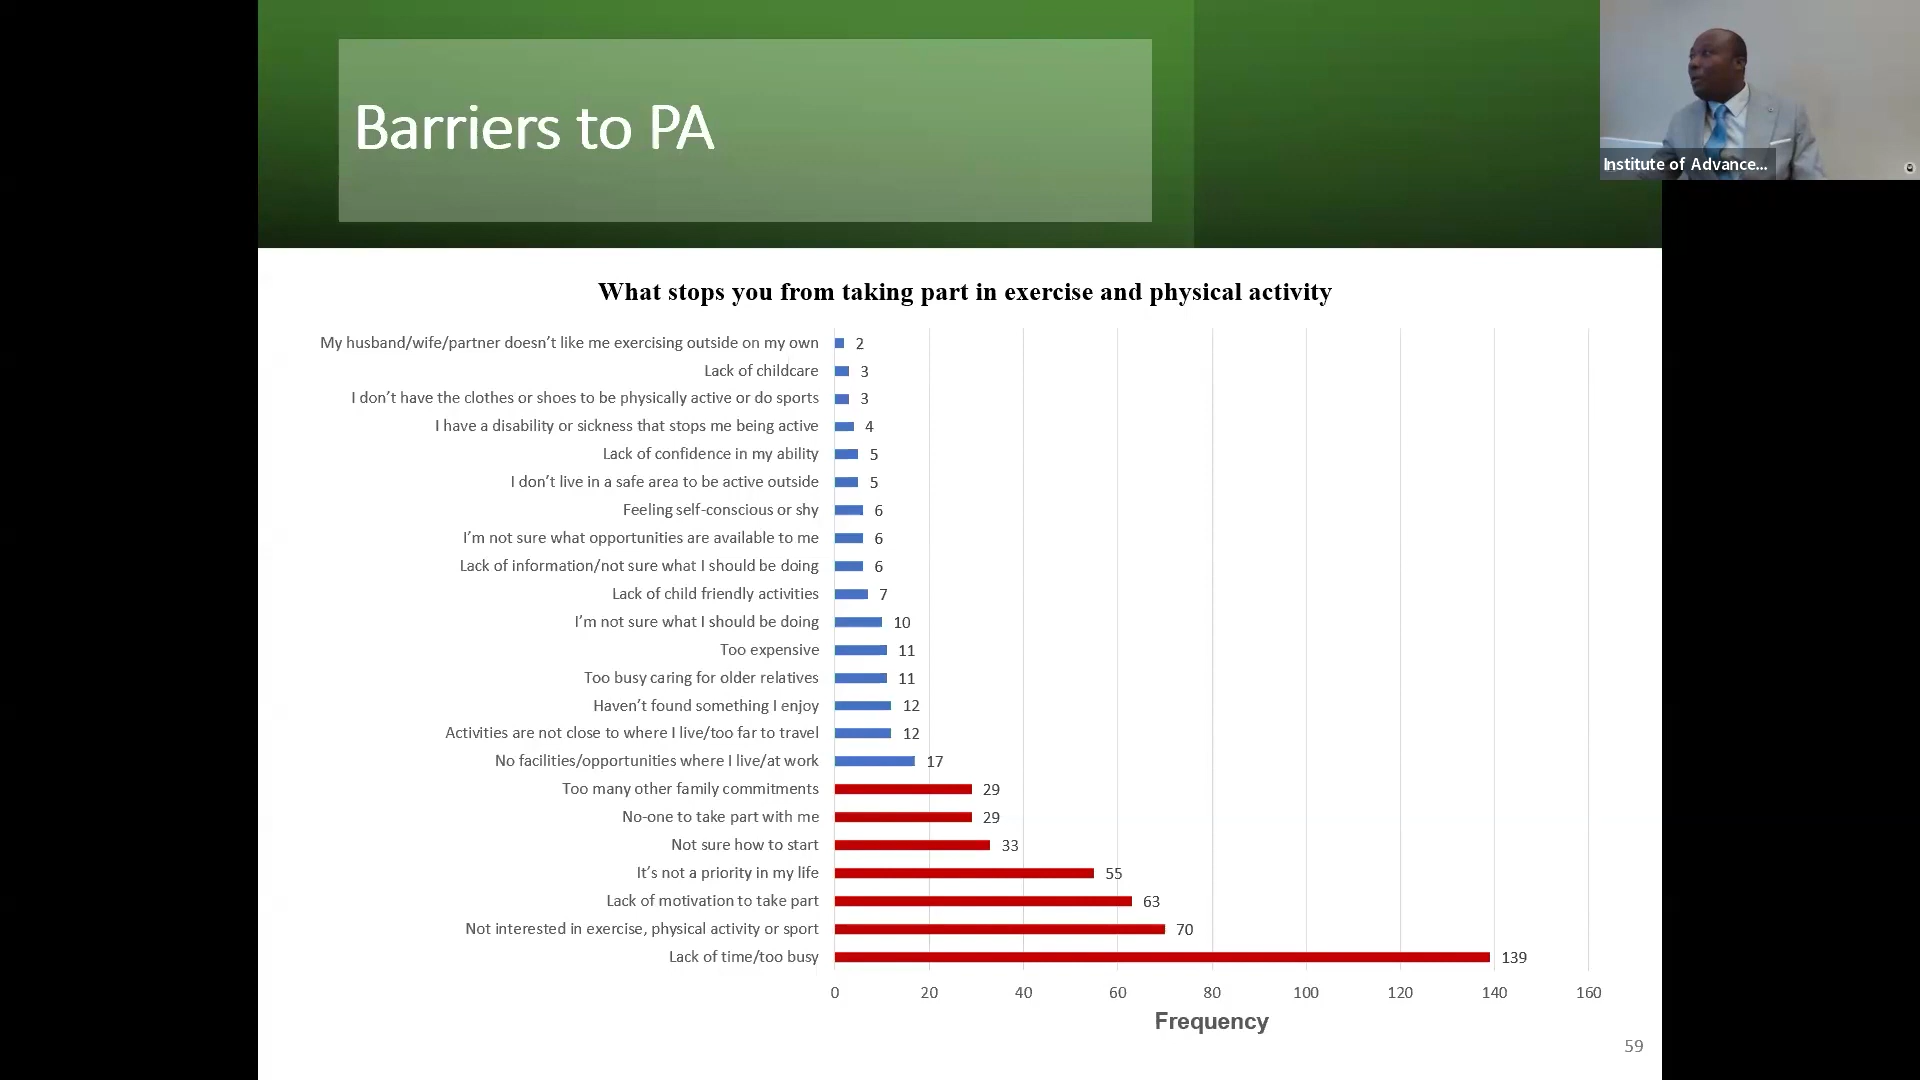 Barriers to PA
Institute of Advance...
What stops you from taking part in exercise and physical activity
My husband/wife/partner doesn’t like me exercising outside on my own 2
Lack of childcare 3
I don’t have the clothes or shoes to be physically active or do sports 3
I have a disability or sickness that stops me being active 4
Lack of confidence in my ability 5
I don’t live in a safe area to be active outside 5
Feeling self-conscious or shy 6
I’m not sure what opportunities are available to me 6
Lack of information/not sure what I should be doing 6
Lack of child friendly activities 7
I’m not sure what I should be doing 10
Too expensive 11
Too busy caring for older relatives 11
Haven’t found something I enjoy 12
Activities are not close to where I live/too far to travel 12
No facilities/opportunities where I live/at work 17
Too many other family commitments 29
No-one to take part with me 29
Not sure how to start 33
It’s not a priority in my life 55
Lack of motivation to take part 63
Not interested in exercise, physical activity or sport 70
Lack of time/too busy 139
0 20 40 60 80 100 120 140 160
Frequency
59